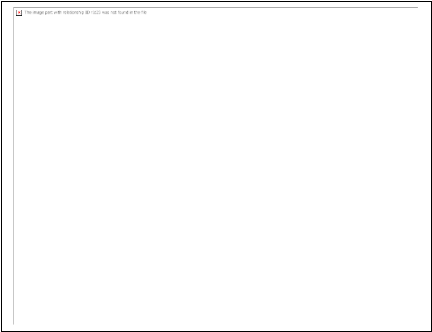 The image part with relationship ID was not found in the file.